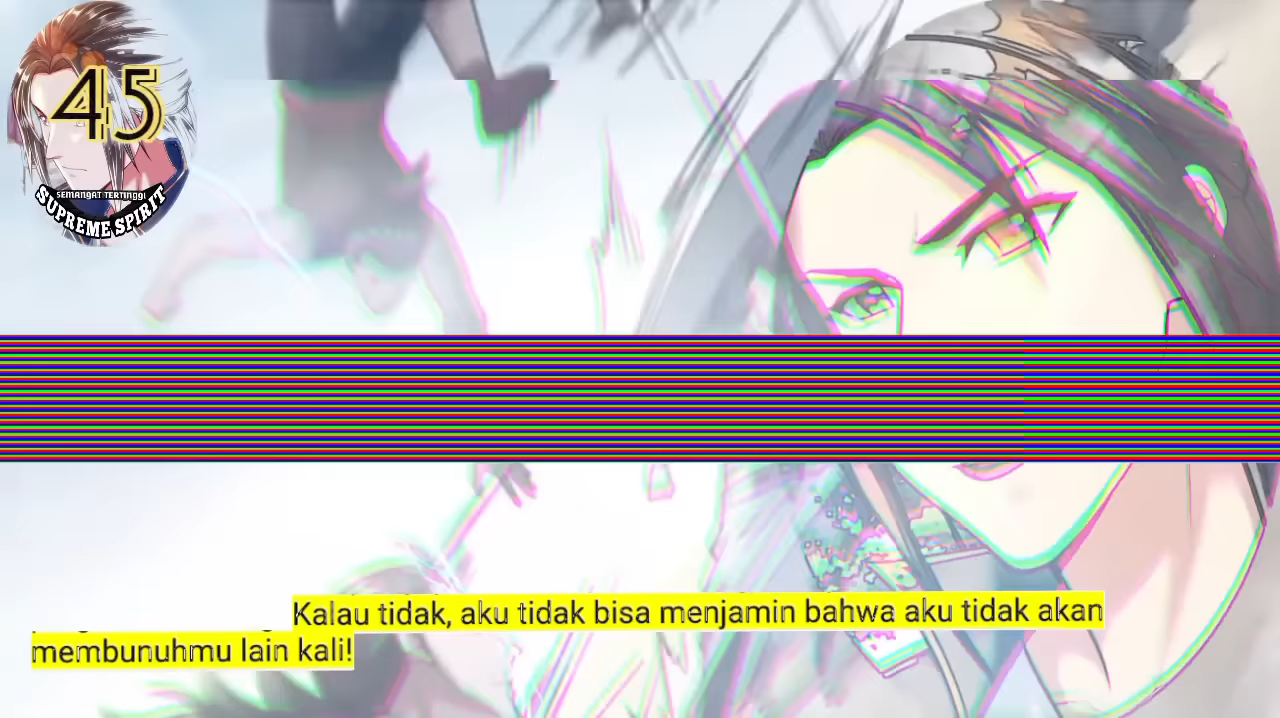 45
SEMANGAT TERTINGGI
SUPREME SPIRIT
Kalau tidak, aku tidak bisa menjamin bahwa aku tidak akan
membunuhmu lain kali!